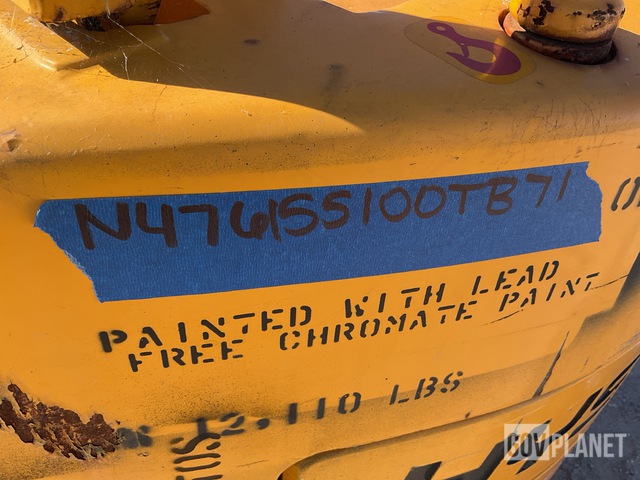 N4761SS100TB71
PAINTED WITH LEAD
FREE CHROMATE PAINT
12,110 LBS
GOVPLANET